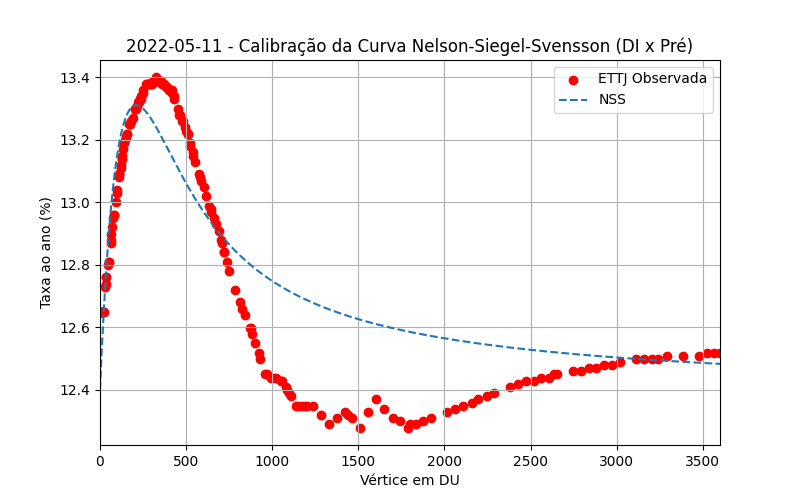 2022-05-11 - Calibração da Curva Nelson-Siegel-Svensson (DI x Pré)
ETTJ Observada
NSS
Taxa ao ano (%)
13.4
13.2
13.0
12.8
12.6
12.4
0 500 1000 1500 2000 2500 3000 3500
Vértice em DU